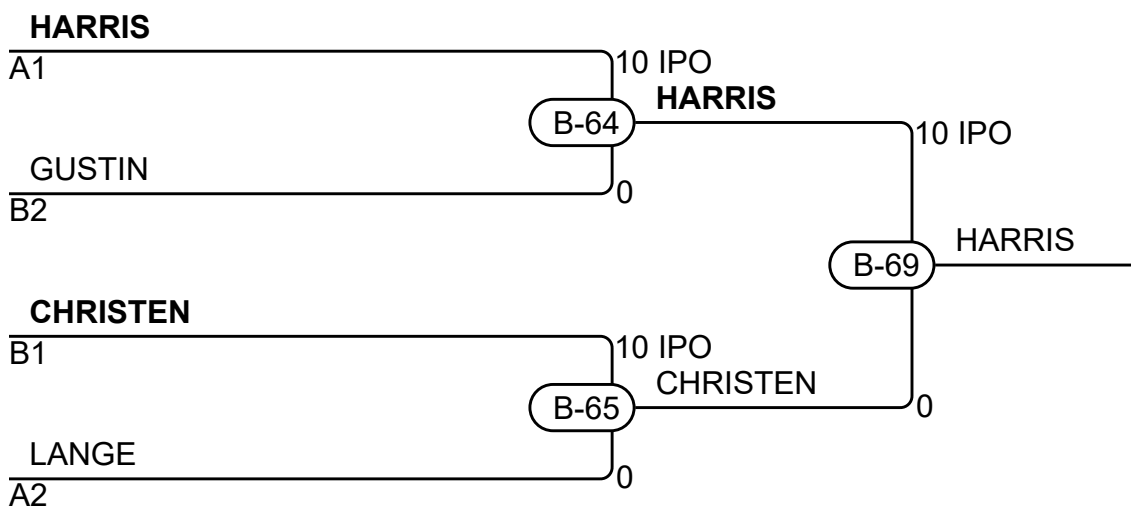 HARRIS
A1
10 IPO
HARRIS
B-64
10 IPO
GUSTIN
B2
0
HARRIS
B-69
CHRISTEN
B1
10 IPO
CHRISTEN
B-65
0
LANGE
A2
0